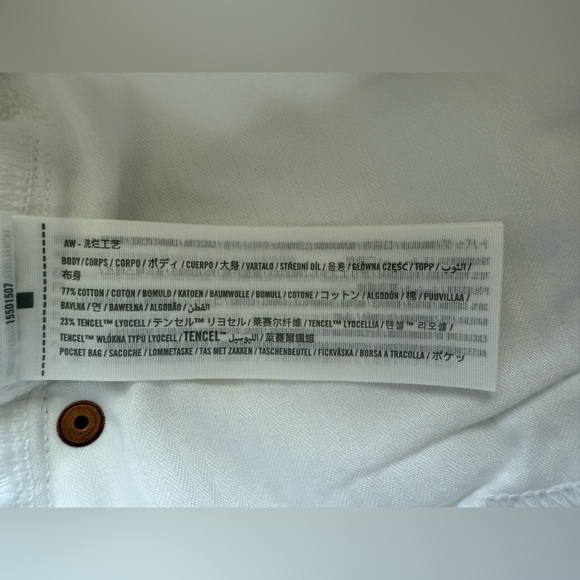 AW - 洗烂工艺
BODY / CORPS / CORPO / ボディ / CUERPO / 大身 / VARTALO / STŘEDNÍ DÍL / 몸통 / GŁÓWNA CZĘŚĆ / TOPP / الثوب /
布身
77% COTTON / COTON / BOMULD / KATOEN / BAUMWOLLE / BOMULL / COTONE / コットン / ALGODÓN / 棉 / PUUVILLAA /
BAVLNA / 면 / BAWEŁNA / ALGODÃO / القطن
23% TENCEL™ LYOCELL / テンセル™ リヨセル / 莱赛尔纤维 / TENCEL™ LYOCELLIA / 텐셀™ 리오셀 /
TENCEL™ WŁÓKNA TYPU LYOCELL / TENCEL™ الليوسيل / 萊賽爾纖維
POCKET BAG / SACOCHE / LOMMETASKE / TAS MET ZAKKEN / TASCHENBEUTEL / FICKVÄSKA / BORSA A TRACOLLA / ポケッ
15501507